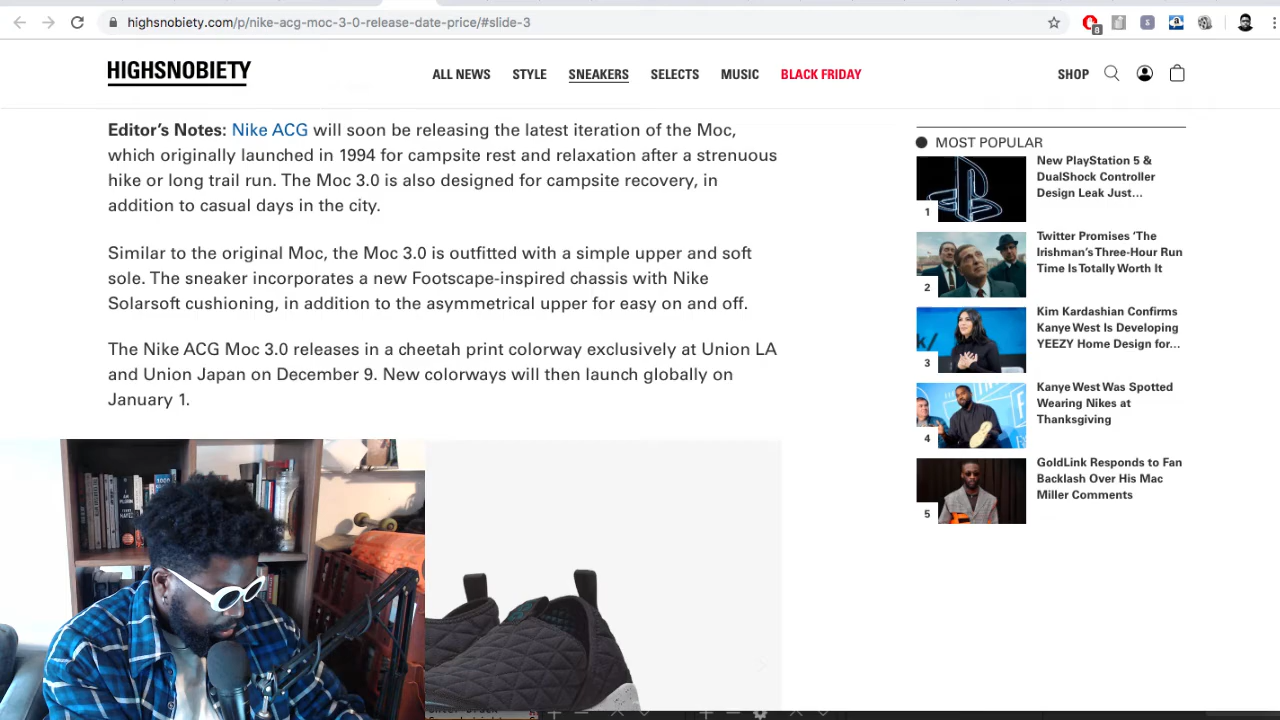 highsnobiety.com/p/nike-acg-moc-3-0-release-date-price/#slide-3
8
HIGHSNOBIETY
ALL NEWS STYLE SNEAKERS SELECTS MUSIC BLACK FRIDAY
SHOP
Editor's Notes: Nike ACG will soon be releasing the latest iteration of the Moc,
which originally launched in 1994 for campsite rest and relaxation after a strenuous
hike or long trail run. The Moc 3.0 is also designed for campsite recovery, in
addition to casual days in the city.
Similar to the original Moc, the Moc 3.0 is outfitted with a simple upper and soft
sole. The sneaker incorporates a new Footscape-inspired chassis with Nike
Solarsoft cushioning, in addition to the asymmetrical upper for easy on and off.
The Nike ACG Moc 3.0 releases in a cheetah print colorway exclusively at Union LA
and Union Japan on December 9. New colorways will then launch globally on
January 1.
MOST POPULAR
New PlayStation 5 &
DualShock Controller
Design Leak Just...
1
Twitter Promises 'The
Irishman's Three-Hour Run
Time Is Totally Worth It
2
Kim Kardashian Confirms
Kanye West Is Developing
YEEZY Home Design for...
3
Kanye West Was Spotted
Wearing Nikes at
Thanksgiving
4
GoldLink Responds to Fan
Backlash Over His Mac
Miller Comments
5